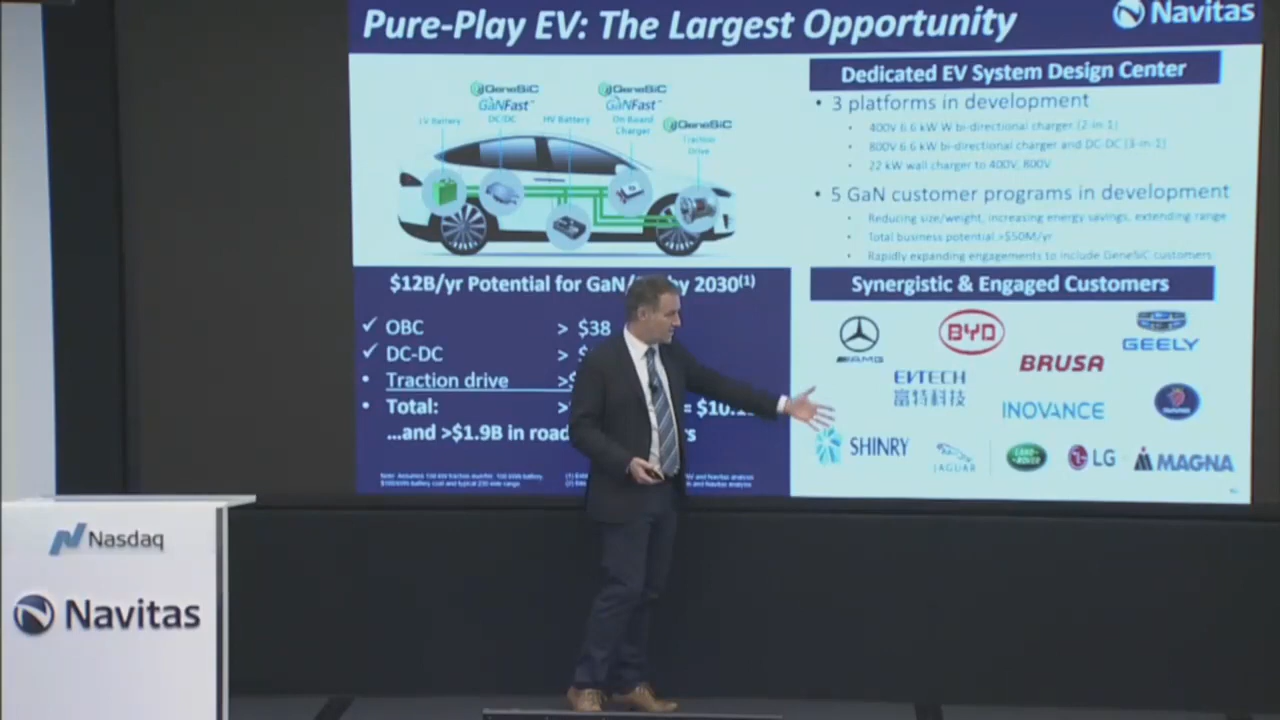 Pure-Play EV: The Largest Opportunity
Navitas
GeneSiC
GaNFast™
DC/DC
LV Battery
HV Battery
GeneSiC
GaNFast™
On Board
Charger
GeneSiC
Traction
Drive
Dedicated EV System Design Center
• 3 platforms in development
• 400V 6.6 kW W bi-directional charger (2-in-1)
• 800V 6.6 kW bi-directional charger and DC-DC (3-in-1)
• 22 kW wall charger to 400V, 800V
• 5 GaN customer programs in development
• Reducing size/weight, increasing energy savings, extending range
• Total business potential >$50M/yr
• Rapidly expanding engagements to include GeneSiC customers
$12B/yr Potential for GaN/ by 2030(1)
✓ OBC > $38
✓ DC-DC > $
• Traction drive >$
• Total: > = $10.1
...and >$1.9B in road
Synergistic & Engaged Customers
AMG
BYD
GEELY
BRUSA
EVTECH
富特科技
INOVANCE
SHINRY
JAGUAR
LAND ROVER
LG
MAGNA
Nasdaq
Navitas